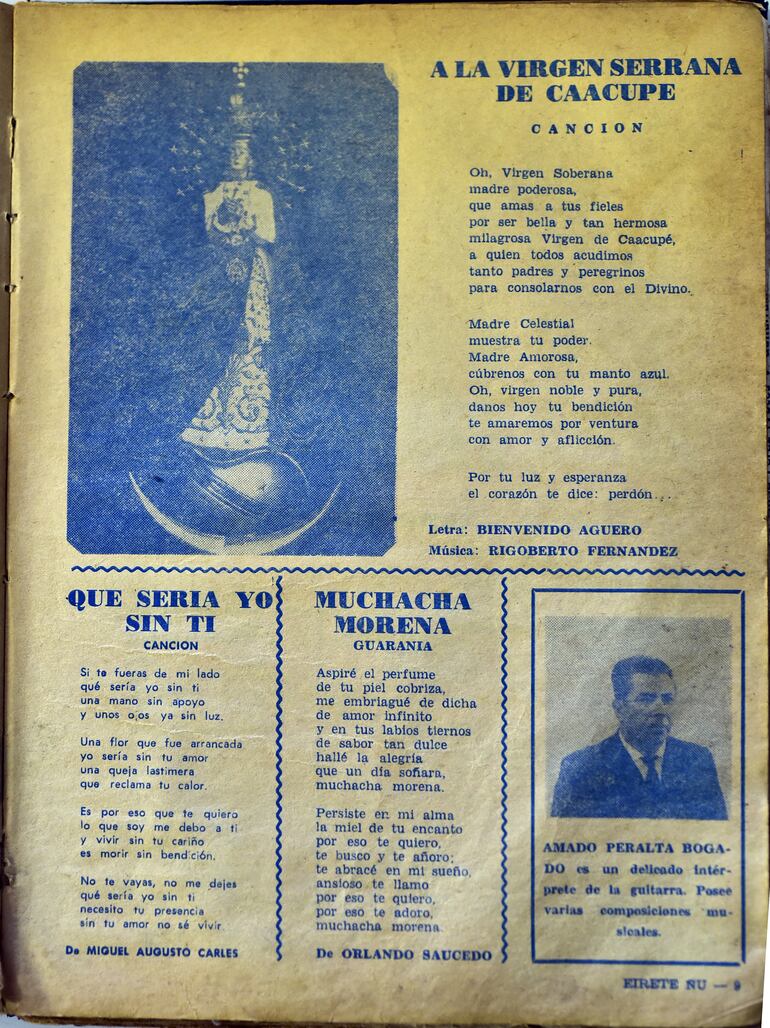 A LA VIRGEN SERRANA
DE CAACUPE
CANCION
Oh, Virgen Soberana
madre poderosa,
que amas a tus fieles
por ser bella y tan hermosa
milagrosa Virgen de Caacupé,
a quien todos acudimos
tanto padres y peregrinos
para consolarnos con el Divino.
Madre Celestial
muestra tu poder.
Madre Amorosa,
cúbrenos con tu manto azul.
Oh, virgen noble y pura,
danos hoy tu bendición
te amaremos por ventura
con amor y aflicción.
Por tu luz y esperanza
el corazón te dice: perdón...
Letra: BIENVENIDO AGUERO
Música: RIGOBERTO FERNANDEZ
QUE SERIA YO
SIN TI
CANCION
Si te fueras de mi lado
qué sería yo sin ti
una mano sin apoyo
y unos ojos ya sin luz.
Una flor que fue arrancada
yo sería sin tu amor
una queja lastimera
que reclama tu calor.
Es por eso que te quiero
lo que soy me debo a ti
y vivir sin tu cariño
es morir sin bendición.
No te vayas, no me dejes
qué sería yo sin ti
necesito tu presencia
sin tu amor no sé vivir.
De MIGUEL AUGUSTO CARLES
MUCHACHA
MORENA
GUARANIA
Aspiré el perfume
de tu piel cobriza,
me embriagué de dicha
de amor infinito
y en tus labios tiernos
de sabor tan dulce
hallé la alegría
que un día soñara,
muchacha morena.
Persiste en mi alma
la miel de tu encanto
por eso te quiero,
te busco y te añoro;
te abracé en mi sueño,
ansioso te llamo
por eso te quiero,
por eso te adoro,
muchacha morena.
De ORLANDO SAUCEDO
AMADO PERALTA BOGA-
DO es un delicado intér-
prete de la guitarra. Posee
varias composiciones mu-
sicales.
EIRETE ÑU — 9